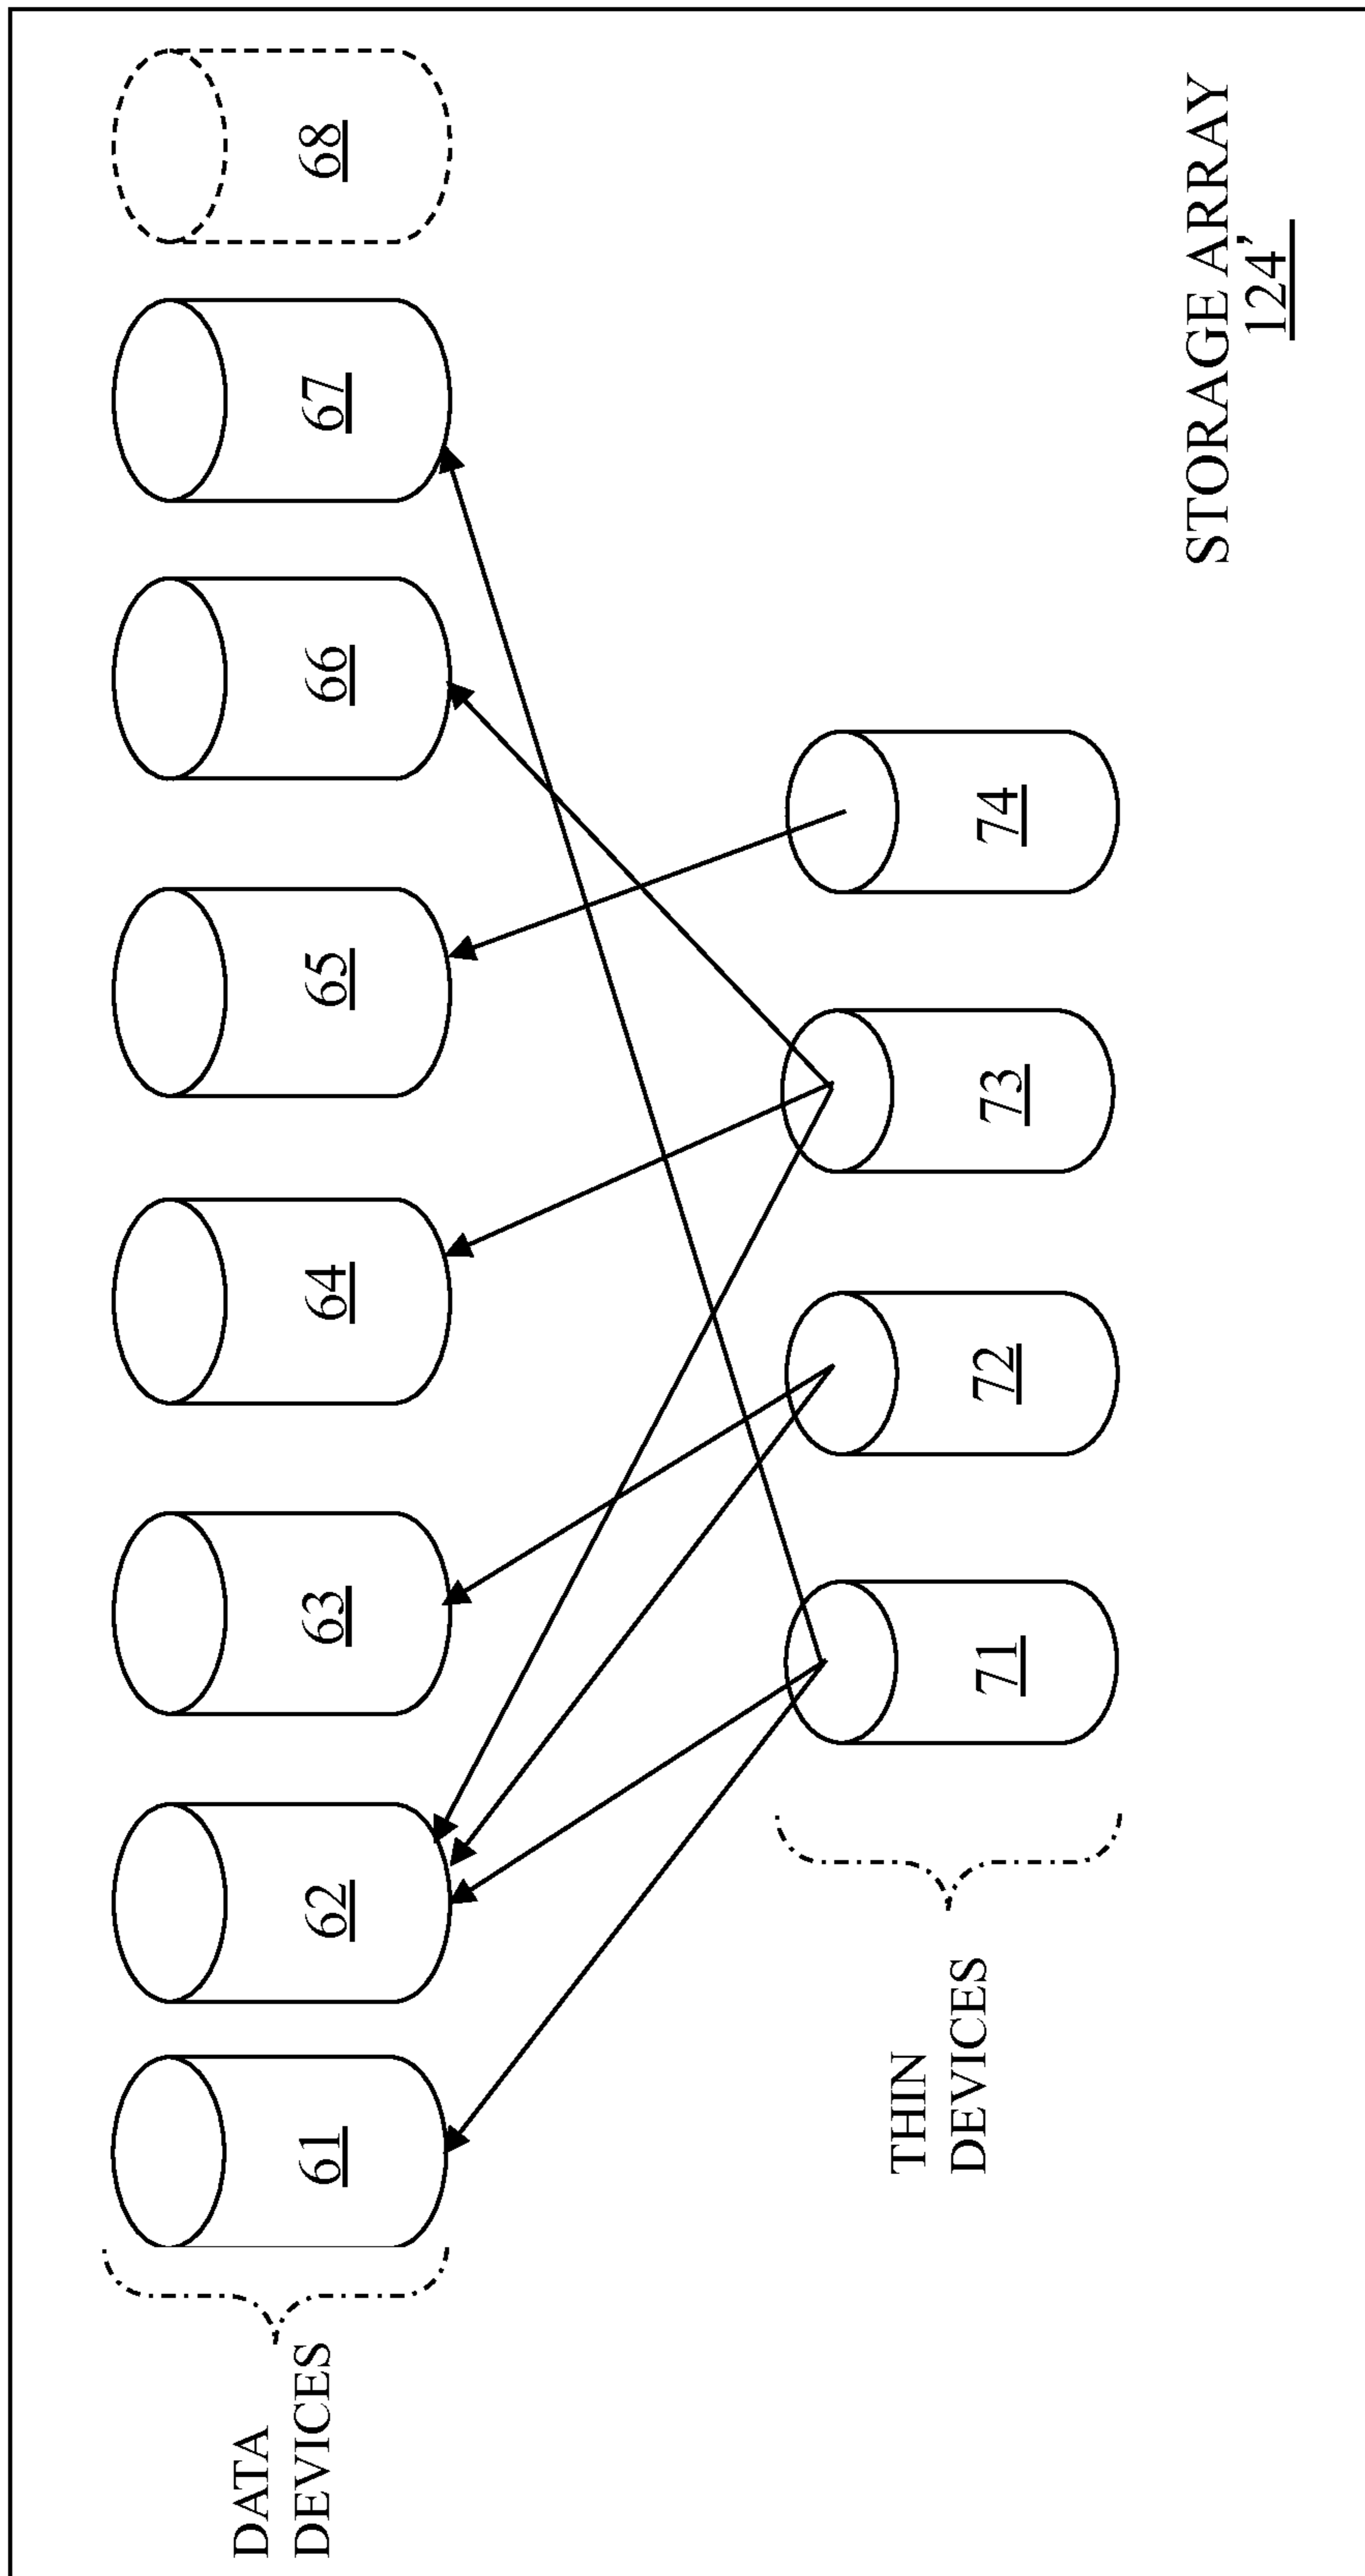 DATA
DEVICES
61
62
63
64
65
66
67
68
THIN
DEVICES
71
72
73
74
STORAGE ARRAY
124'